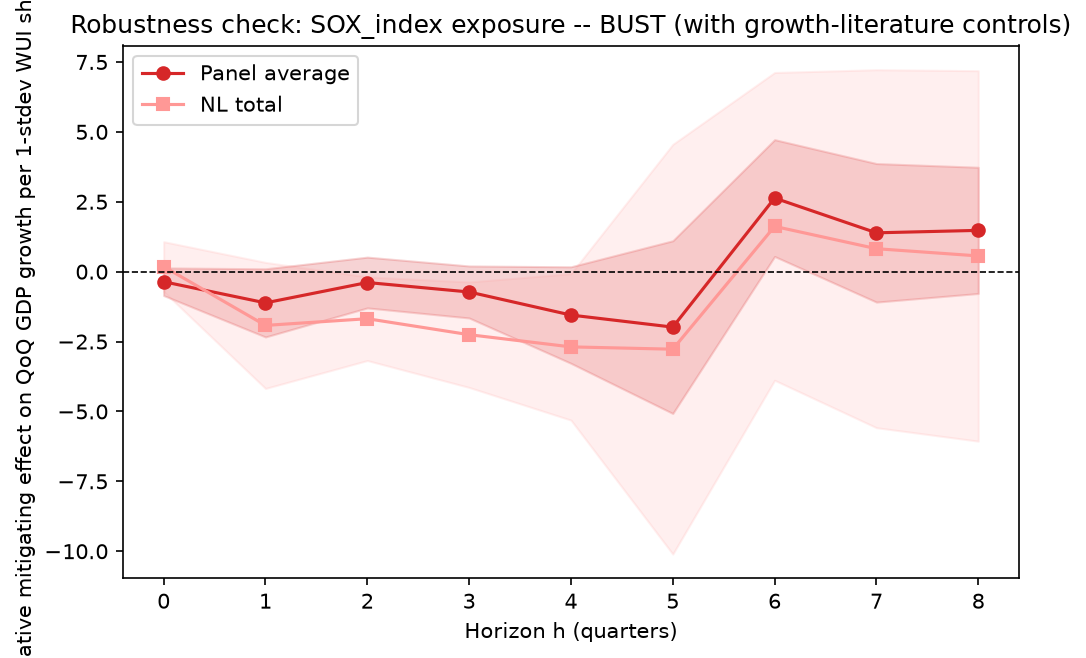 Robustness check: SOX_index exposure -- BUST (with growth-literature controls)
ative mitigating effect on QoQ GDP growth per 1-stdev WUI sh
Panel average
NL total
7.5
5.0
2.5
0.0
−2.5
−5.0
−7.5
−10.0
0 1 2 3 4 5 6 7 8
Horizon h (quarters)